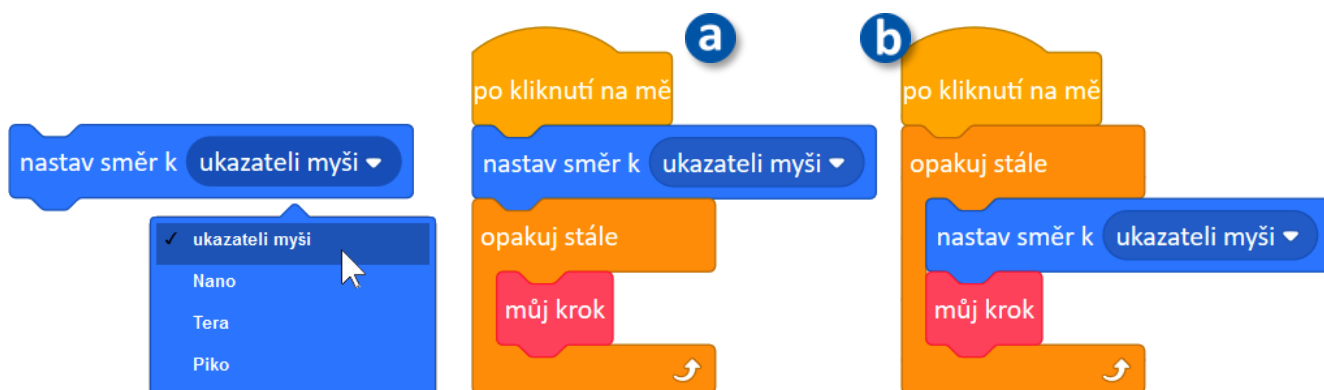 nastav směr k ukazateli myši
✓ ukazateli myši
Nano
Tera
Piko
a
po kliknutí na mě
nastav směr k ukazateli myši
opakuj stále
můj krok
b
po kliknutí na mě
opakuj stále
nastav směr k ukazateli myši
můj krok